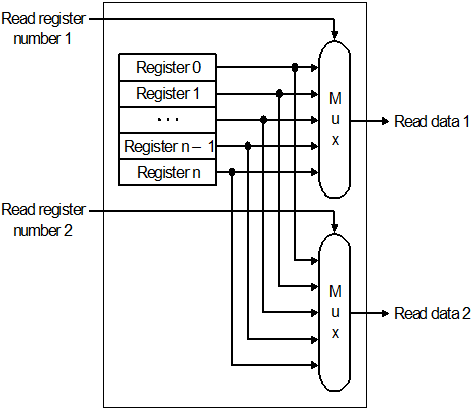 Read register
number 1
Register 0
Register 1
. . .
Register n – 1
Register n
M
u
x
Read data 1
Read register
number 2
M
u
x
Read data 2